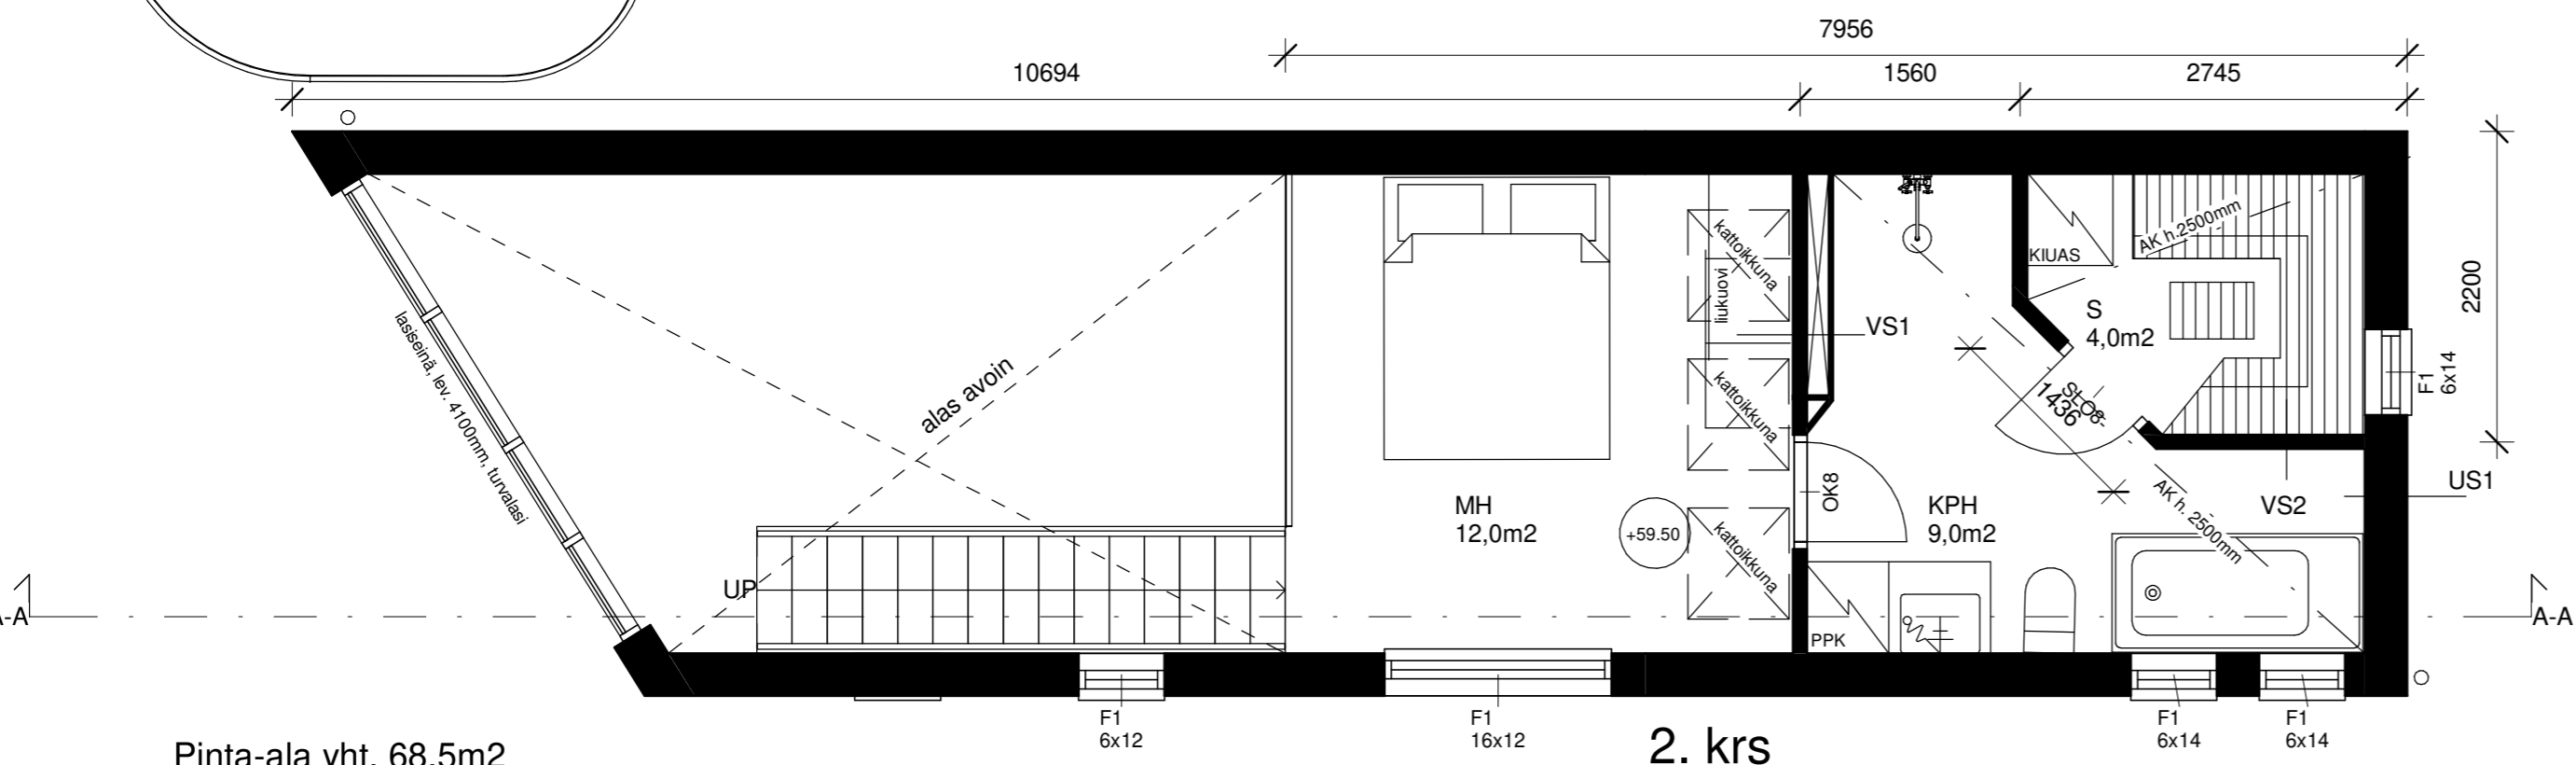 7956
10694
1560
2745
2200
kattoikkuna
liukuovi
kattoikkuna
kattoikkuna
VS1
KIUAS
AK h.2500mm
S
4,0m2
SLO8
1436
F1
6x14
lasiseinä, lev. 4100mm, turvalasi
alas avoin
MH
12,0m2
+59.50
OK8
KPH
9,0m2
AK h. 2500mm
VS2
US1
UP
PPK
A-A
A-A
F1
6x12
F1
16x12
F1
6x14
F1
6x14
2. krs
Pinta-ala yht. 68,5m2